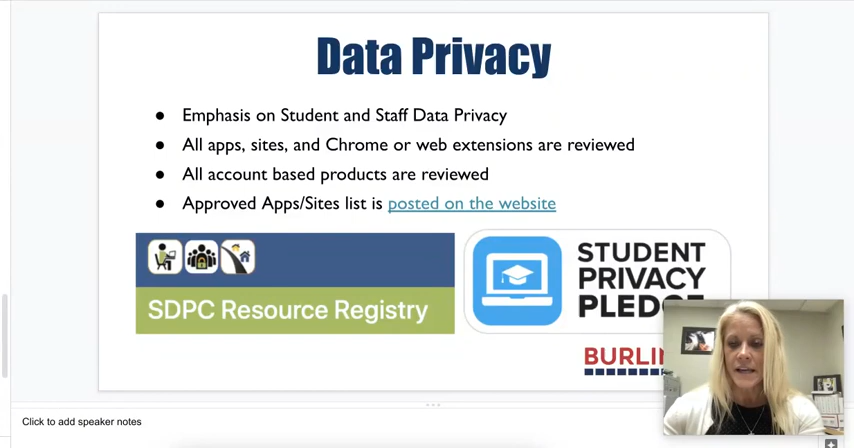 Data Privacy
● Emphasis on Student and Staff Data Privacy
● All apps, sites, and Chrome or web extensions are reviewed
● All account based products are reviewed
● Approved Apps/Sites list is posted on the website
SDPC Resource Registry
STUDENT
PRIVACY
PLEDGE
BURLIN
Click to add speaker notes